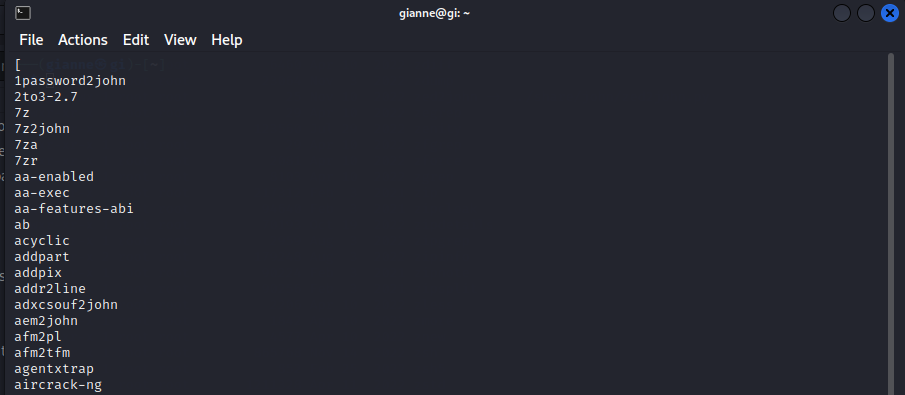 gianne@gi: ~
File Actions Edit View Help
[
1password2john
2to3-2.7
7z
7z2john
7za
7zr
aa-enabled
aa-exec
aa-features-abi
ab
acyclic
addpart
addpix
addr2line
adxcsouf2john
aem2john
afm2pl
afm2tfm
agentxtrap
aircrack-ng